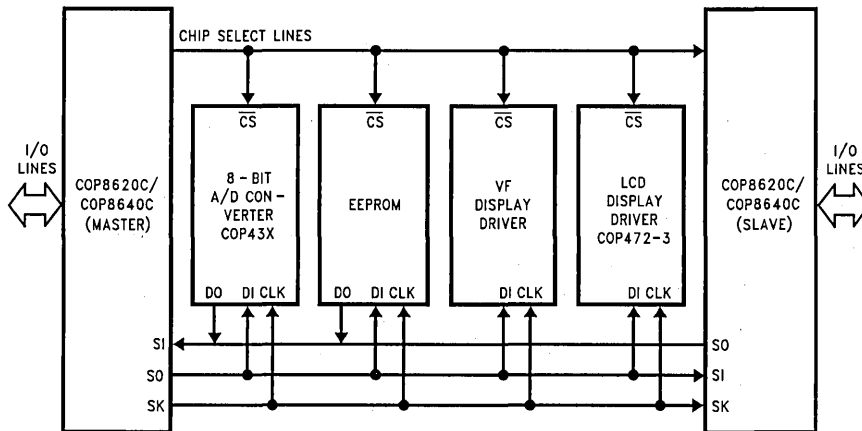 CHIP SELECT LINES
I/O
LINES
COP8620C/
COP8640C
(MASTER)
CS
8-BIT
A/D CON-
VERTER
COP43X
DO
DI
CLK
CS
EEPROM
DO
DI
CLK
CS
VF
DISPLAY
DRIVER
DI
CLK
CS
LCD
DISPLAY
DRIVER
COP472-3
DI
CLK
COP8620C/
COP8640C
(SLAVE)
I/O
LINES
SI
SO
SK
SO
SI
SK